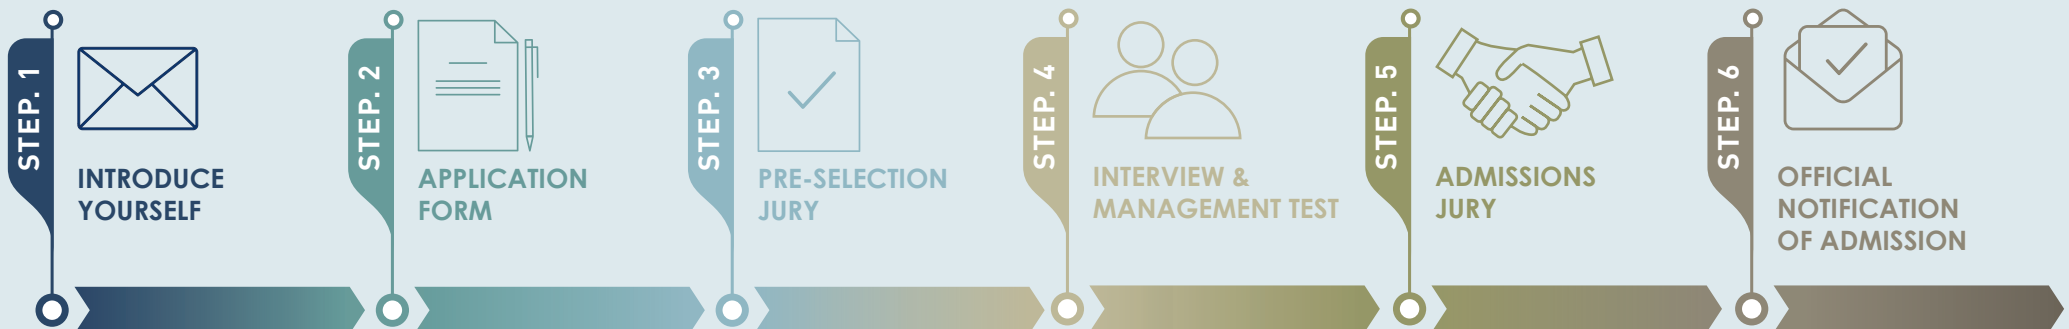 STEP. 1
INTRODUCE
YOURSELF
STEP. 2
APPLICATION
FORM
STEP. 3
PRE-SELECTION
JURY
STEP. 4
INTERVIEW &
MANAGEMENT TEST
STEP. 5
ADMISSIONS
JURY
STEP. 6
OFFICIAL
NOTIFICATION
OF ADMISSION